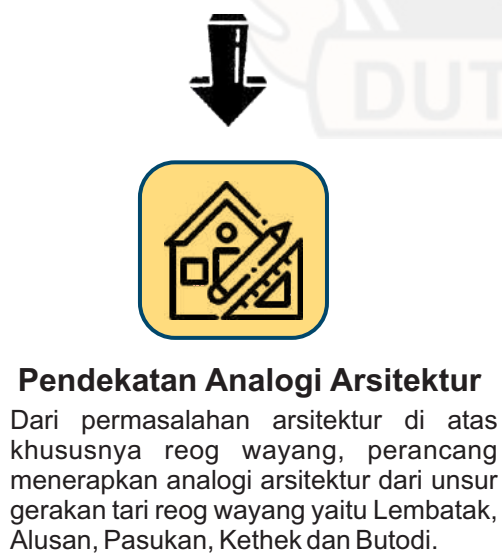 DUT
Pendekatan Analogi Arsitektur
Dari permasalahan arsitektur di atas
khususnya reog wayang, perancang
menerapkan analogi arsitektur dari unsur
gerakan tari reog wayang yaitu Lembatak,
Alusan, Pasukan, Kethek dan Butodi.